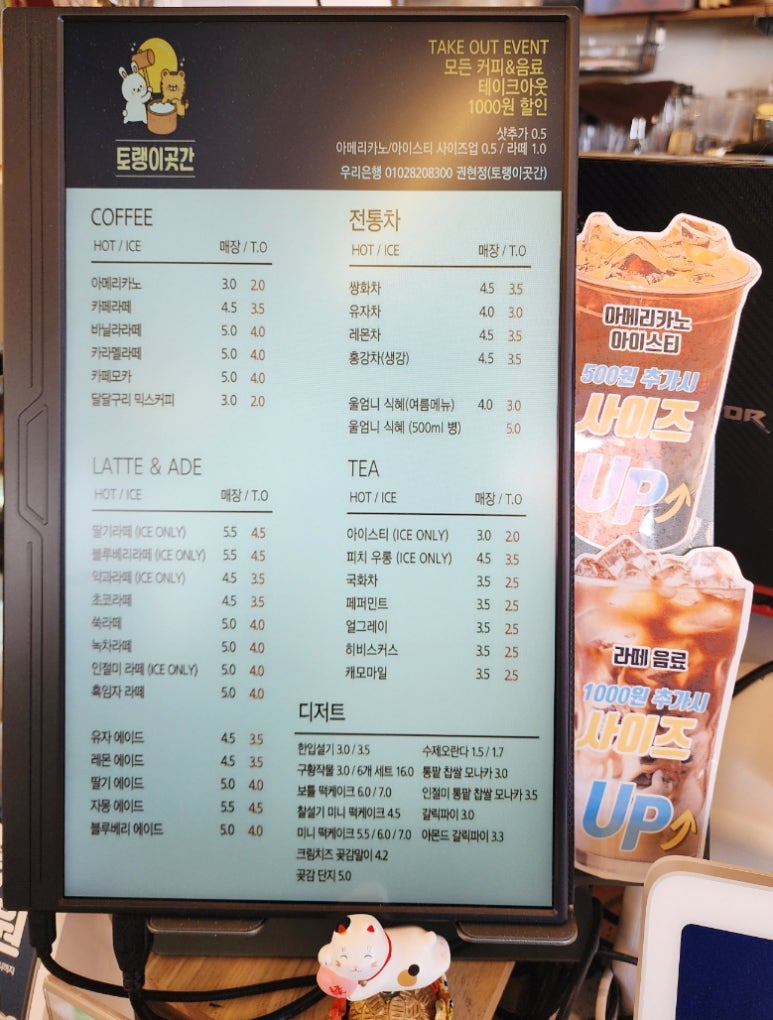 TAKE OUT EVENT
모든 커피&음료
테이크아웃
1000원 할인
샷추가 0.5
아메리카노/아이스티 사이즈업 0.5 / 라떼 1.0
우리은행 01028208300 권현정(토랭이곳간)
토랭이곳간
COFFEE
HOT / ICE 매장 / T.O
아메리카노 3.0 2.0
카페라떼 4.5 3.5
바닐라라떼 5.0 4.0
카라멜라떼 5.0 4.0
카페모카 5.0 4.0
달달구리 믹스커피 3.0 2.0
전통차
HOT / ICE 매장 / T.O
쌍화차 4.5 3.5
유자차 4.0 3.0
레몬차 4.5 3.5
홍강차(생강) 4.5 3.5
울엄니 식혜(여름메뉴) 4.0 3.0
울엄니 식혜 (500ml 병) 5.0
LATTE & ADE
HOT / ICE 매장 / T.O
딸기라떼 (ICE ONLY) 5.5 4.5
블루베리라떼 (ICE ONLY) 5.5 4.5
약과라떼 (ICE ONLY) 4.5 3.5
초코라떼 4.5 3.5
쑥라떼 5.0 4.0
녹차라떼 5.0 4.0
인절미 라떼 (ICE ONLY) 5.0 4.0
흑임자 라떼 5.0 4.0
유자 에이드 4.5 3.5
레몬 에이드 4.5 3.5
딸기 에이드 5.0 4.0
자몽 에이드 5.5 4.5
블루베리 에이드 5.0 4.0
TEA
HOT / ICE 매장 / T.O
아이스티 (ICE ONLY) 3.0 2.0
피치 우롱 (ICE ONLY) 4.5 3.5
국화차 3.5 2.5
페퍼민트 3.5 2.5
얼그레이 3.5 2.5
히비스커스 3.5 2.5
캐모마일 3.5 2.5
디저트
한입설기 3.0 / 3.5 수제오란다 1.5 / 1.7
구황작물 3.0 / 6개 세트 16.0 통팥 찹쌀 모나카 3.0
보틀 떡케이크 6.0 / 7.0 인절미 통팥 찹쌀 모나카 3.5
찰설기 미니 떡케이크 4.5 갈릭파이 3.0
미니 떡케이크 5.5 / 6.0 / 7.0 아몬드 갈릭파이 3.3
크림치즈 곶감말이 4.2
곶감 단지 5.0
아메리카노
아이스티
500원 추가시
사이즈
UP
라떼 음료
1000원 추가시
사이즈
UP